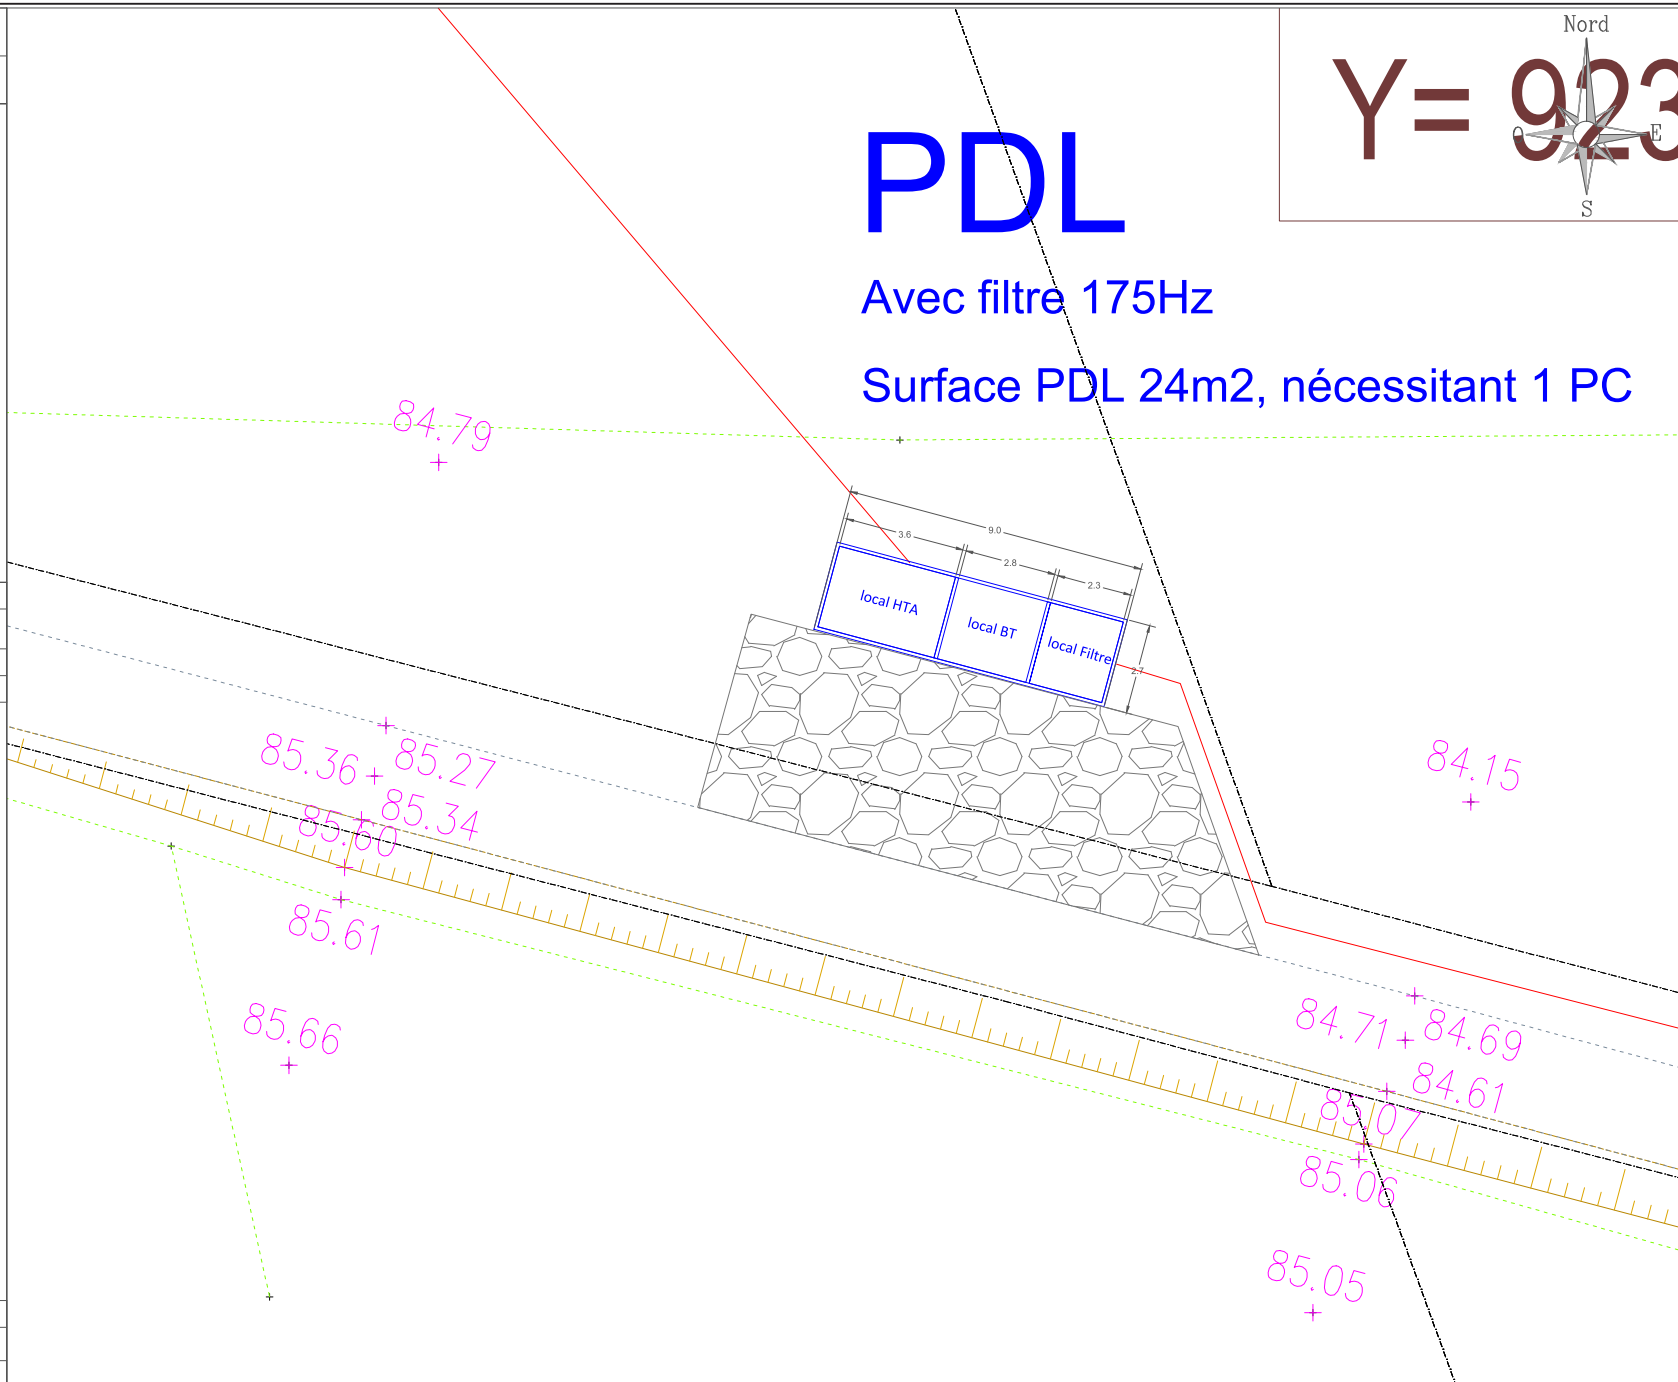 Nord
Y= 923
O
E
S
PDL
Avec filtre 175Hz
Surface PDL 24m2, nécessitant 1 PC
84.79
9.0
3.6
2.8
2.3
local HTA
local BT
local Filtre
2.7
85.27
85.36
85.34
85.60
85.61
85.66
84.15
84.69
84.71
84.61
85.07
85.06
85.05